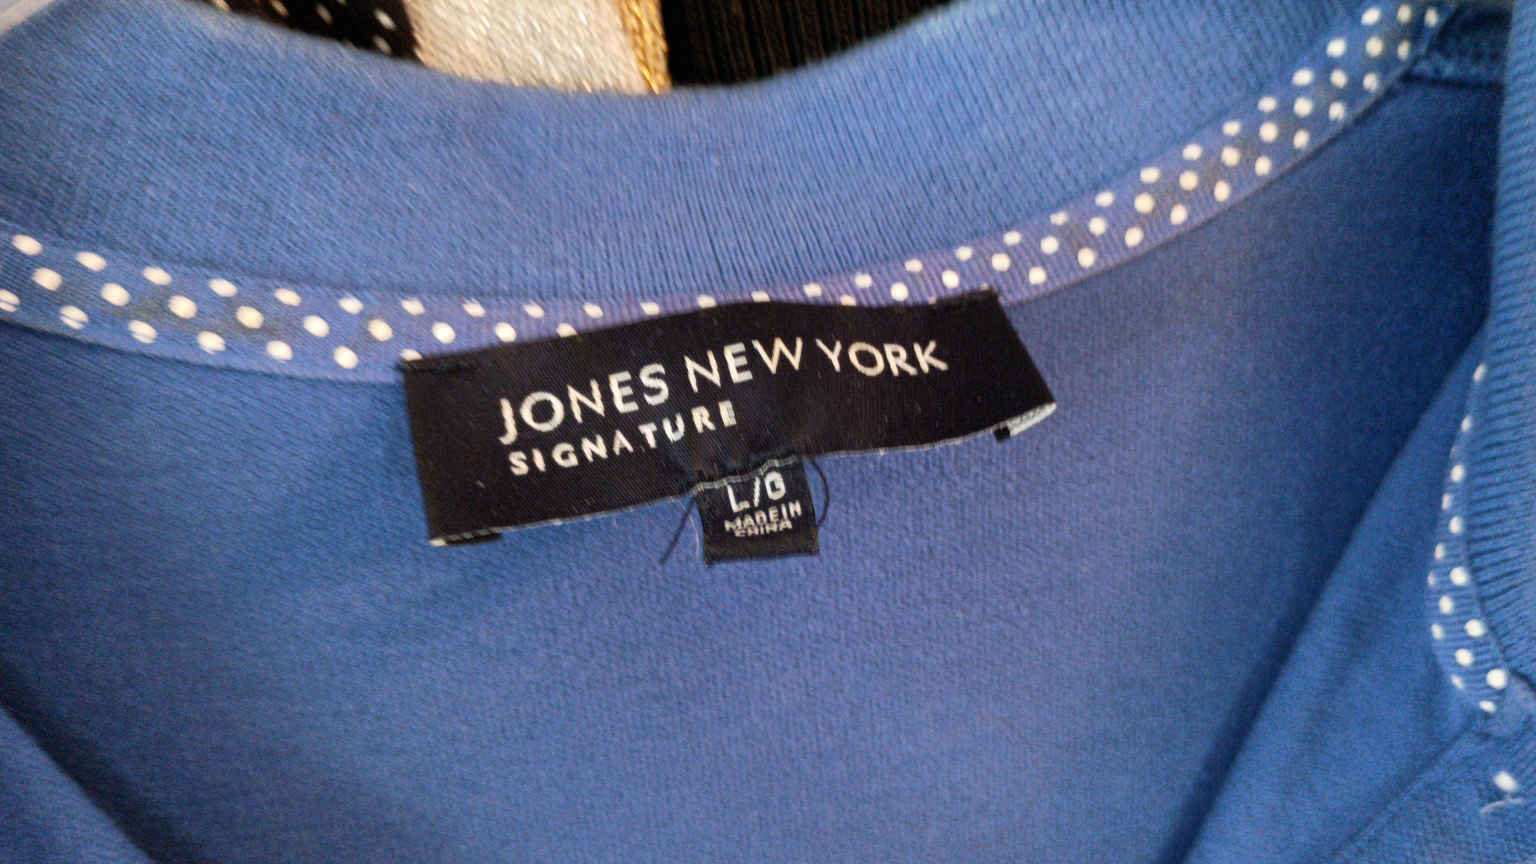 JONES NEW YORK
SIGNATURE
L/G
MADE IN
CHINA